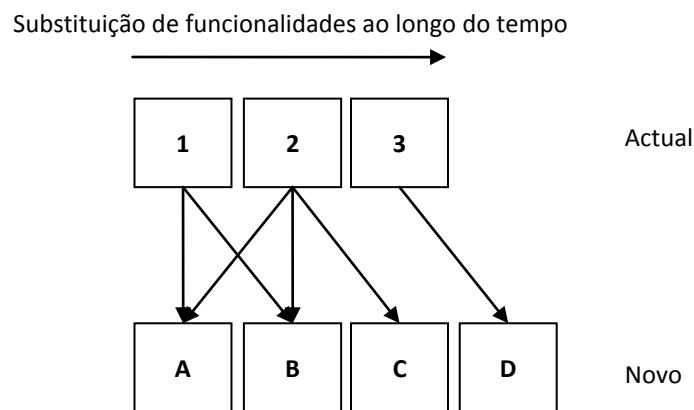 Substituição de funcionalidades ao longo do tempo
1 2 3 Actual
A B C D Novo